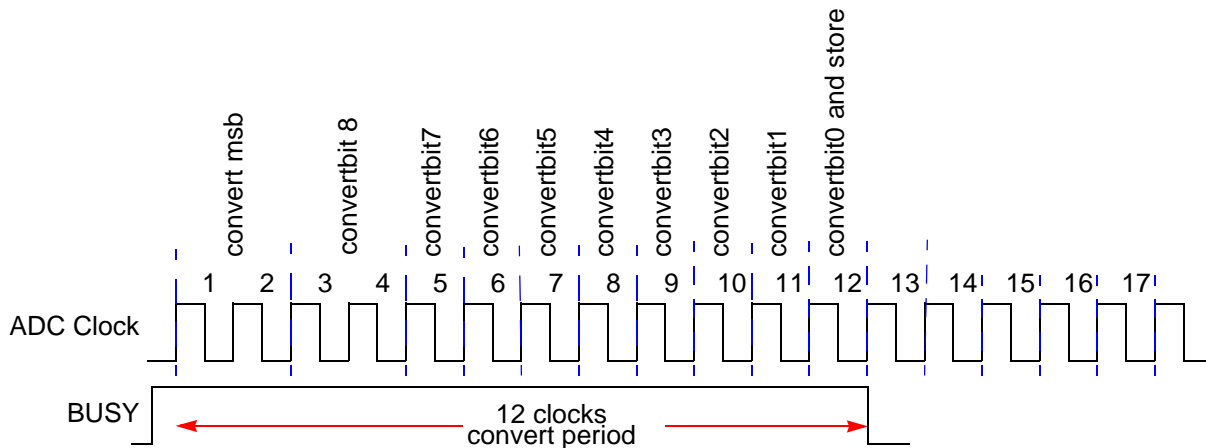 convert msb
convertbit 8
convertbit7
convertbit6
convertbit5
convertbit4
convertbit3
convertbit2
convertbit1
convertbit0 and store
1 2 3 4 5 6 7 8 9 10 11 12 13 14 15 16 17
ADC Clock
BUSY
12 clocks
convert period